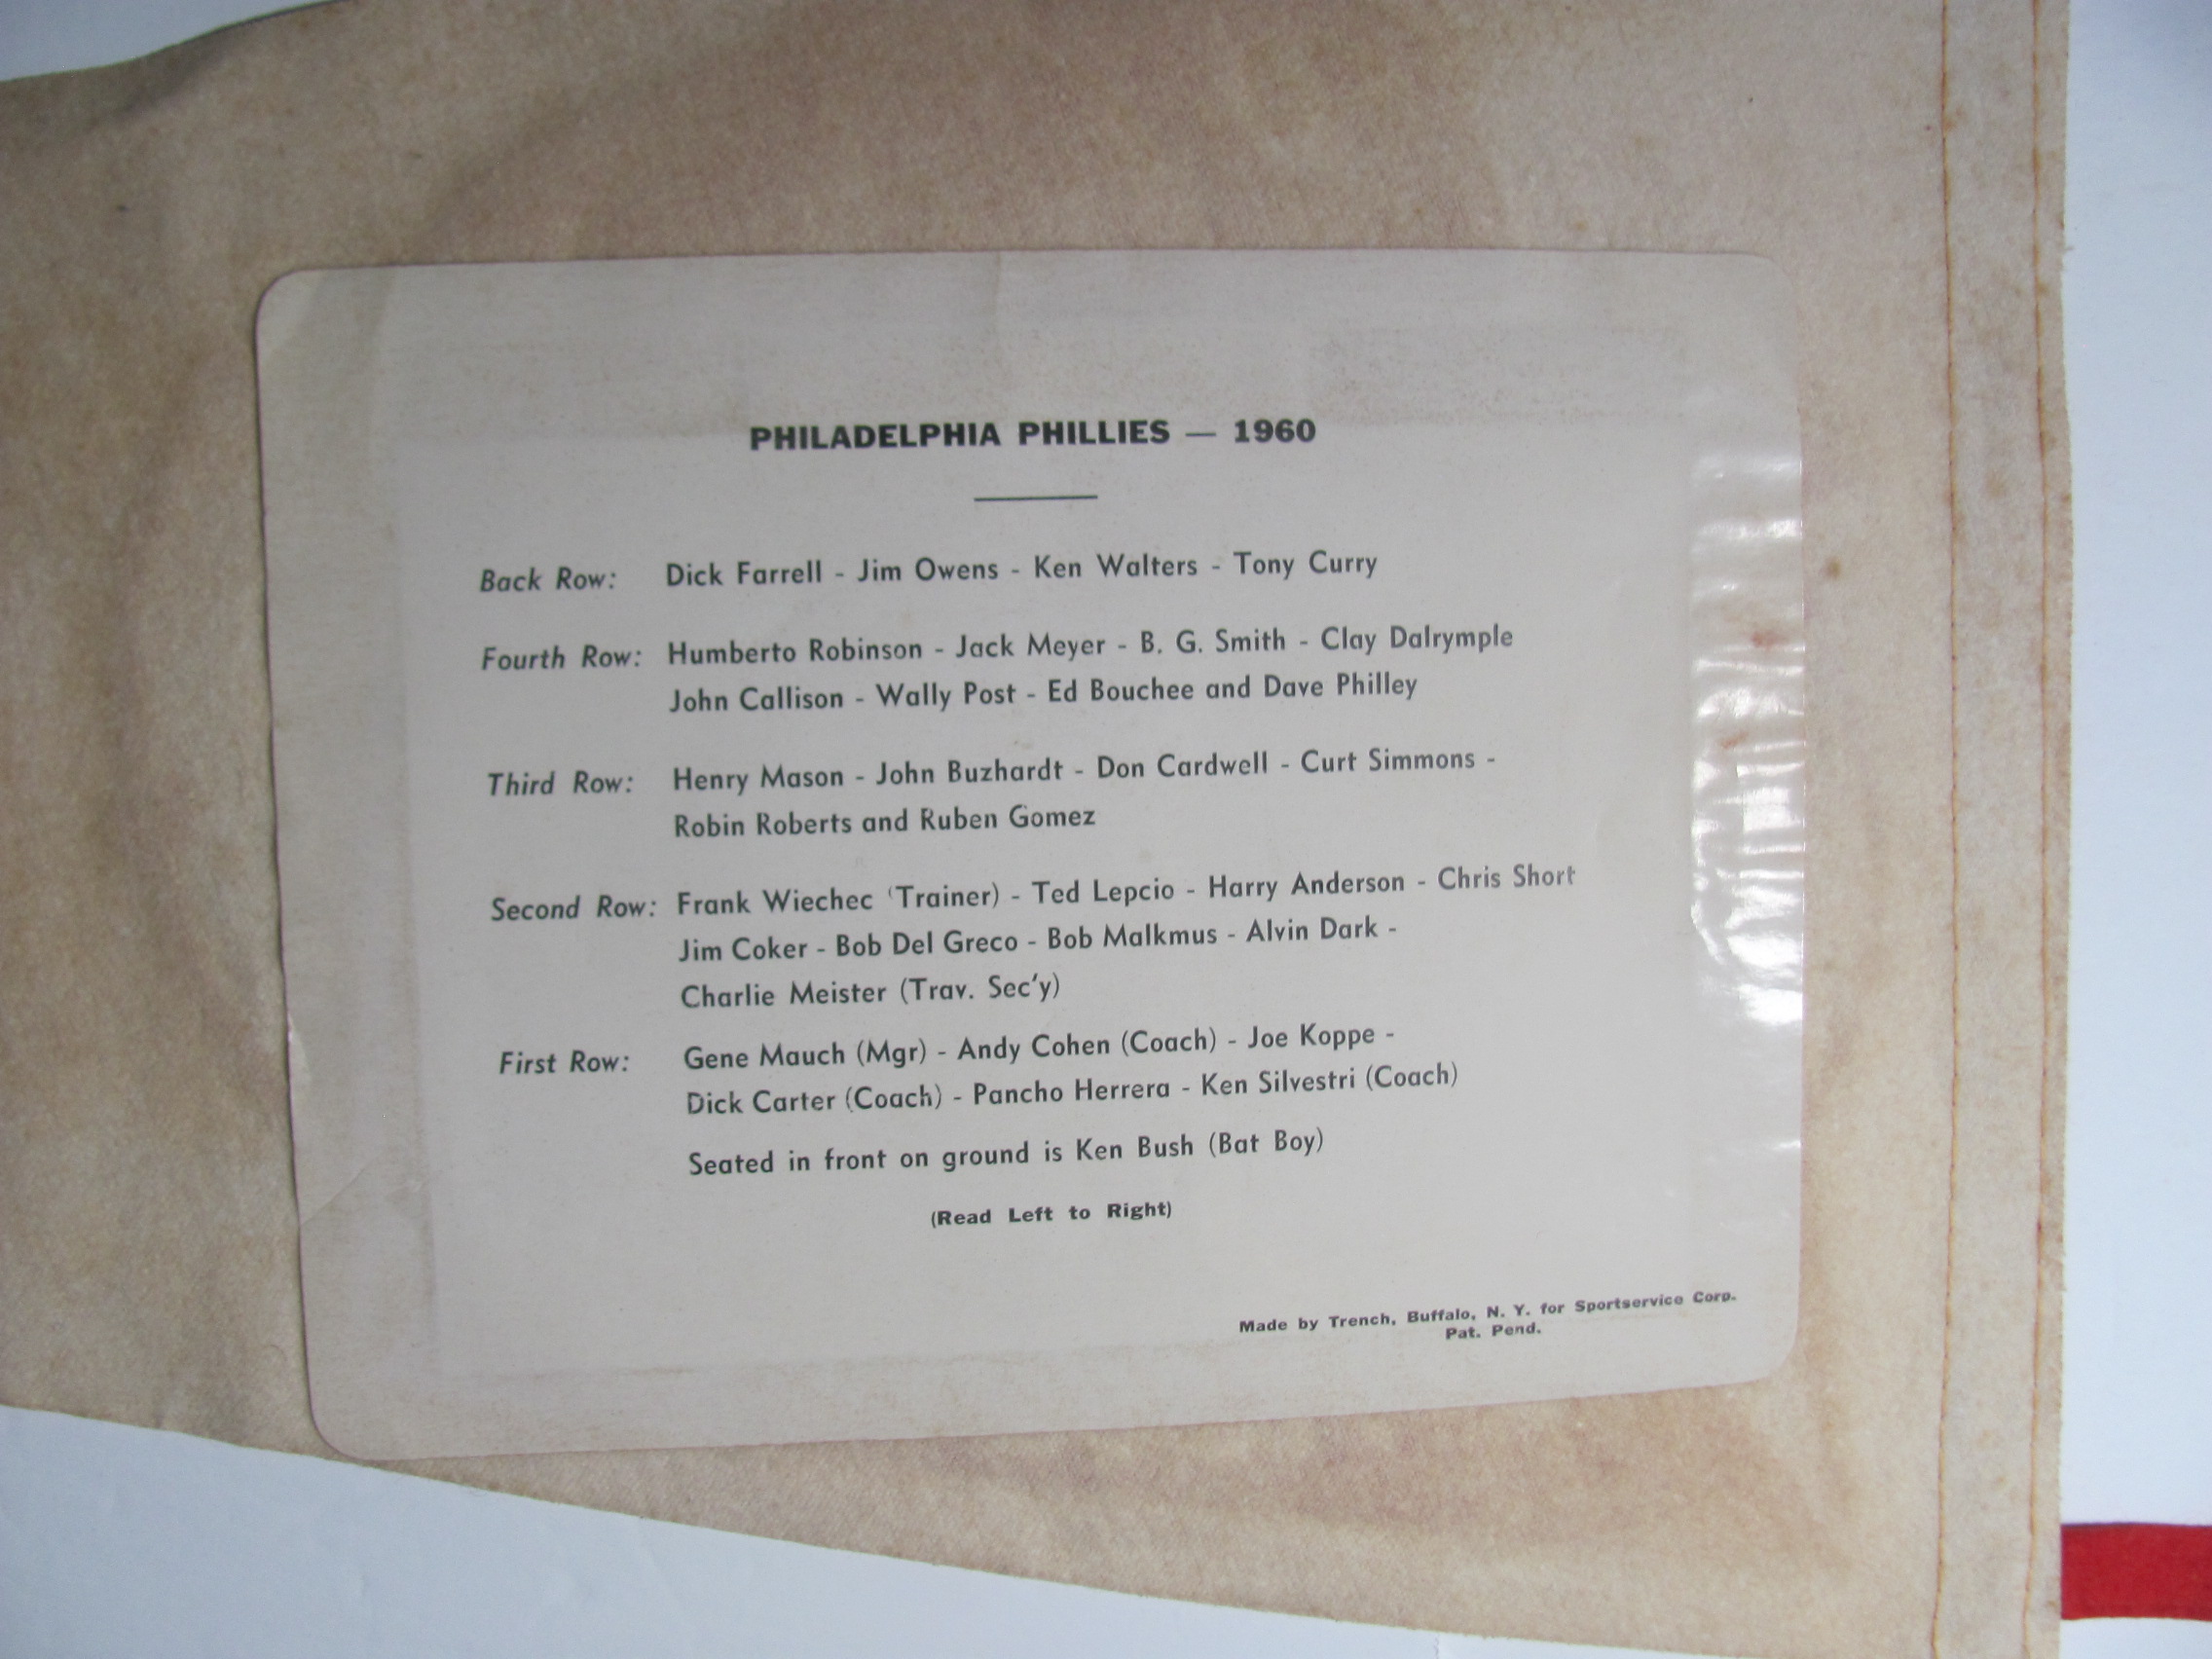 PHILADELPHIA PHILLIES — 1960
Back Row: Dick Farrell - Jim Owens - Ken Walters - Tony Curry
Fourth Row: Humberto Robinson - Jack Meyer - B. G. Smith - Clay Dalrymple
John Callison - Wally Post - Ed Bouchee and Dave Philley
Third Row: Henry Mason - John Buzhardt - Don Cardwell - Curt Simmons -
Robin Roberts and Ruben Gomez
Second Row: Frank Wiechec (Trainer) - Ted Lepcio - Harry Anderson - Chris Short
Jim Coker - Bob Del Greco - Bob Malkmus - Alvin Dark -
Charlie Meister (Trav. Sec'y)
First Row: Gene Mauch (Mgr) - Andy Cohen (Coach) - Joe Koppe -
Dick Carter (Coach) - Pancho Herrera - Ken Silvestri (Coach)
Seated in front on ground is Ken Bush (Bat Boy)
(Read Left to Right)
Made by Trench, Buffalo, N. Y. for Sportservice Corp.
Pat. Pend.